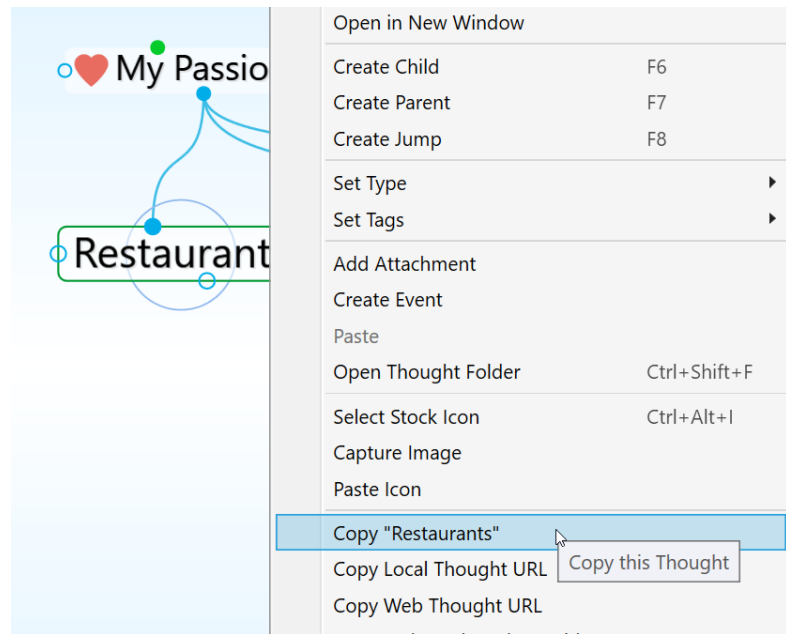 My Passio
Restaurant
Open in New Window
Create Child F6
Create Parent F7
Create Jump F8
Set Type
Set Tags
Add Attachment
Create Event
Paste
Open Thought Folder Ctrl+Shift+F
Select Stock Icon Ctrl+Alt+I
Capture Image
Paste Icon
Copy "Restaurants"
Copy this Thought
Copy Local Thought URL
Copy Web Thought URL